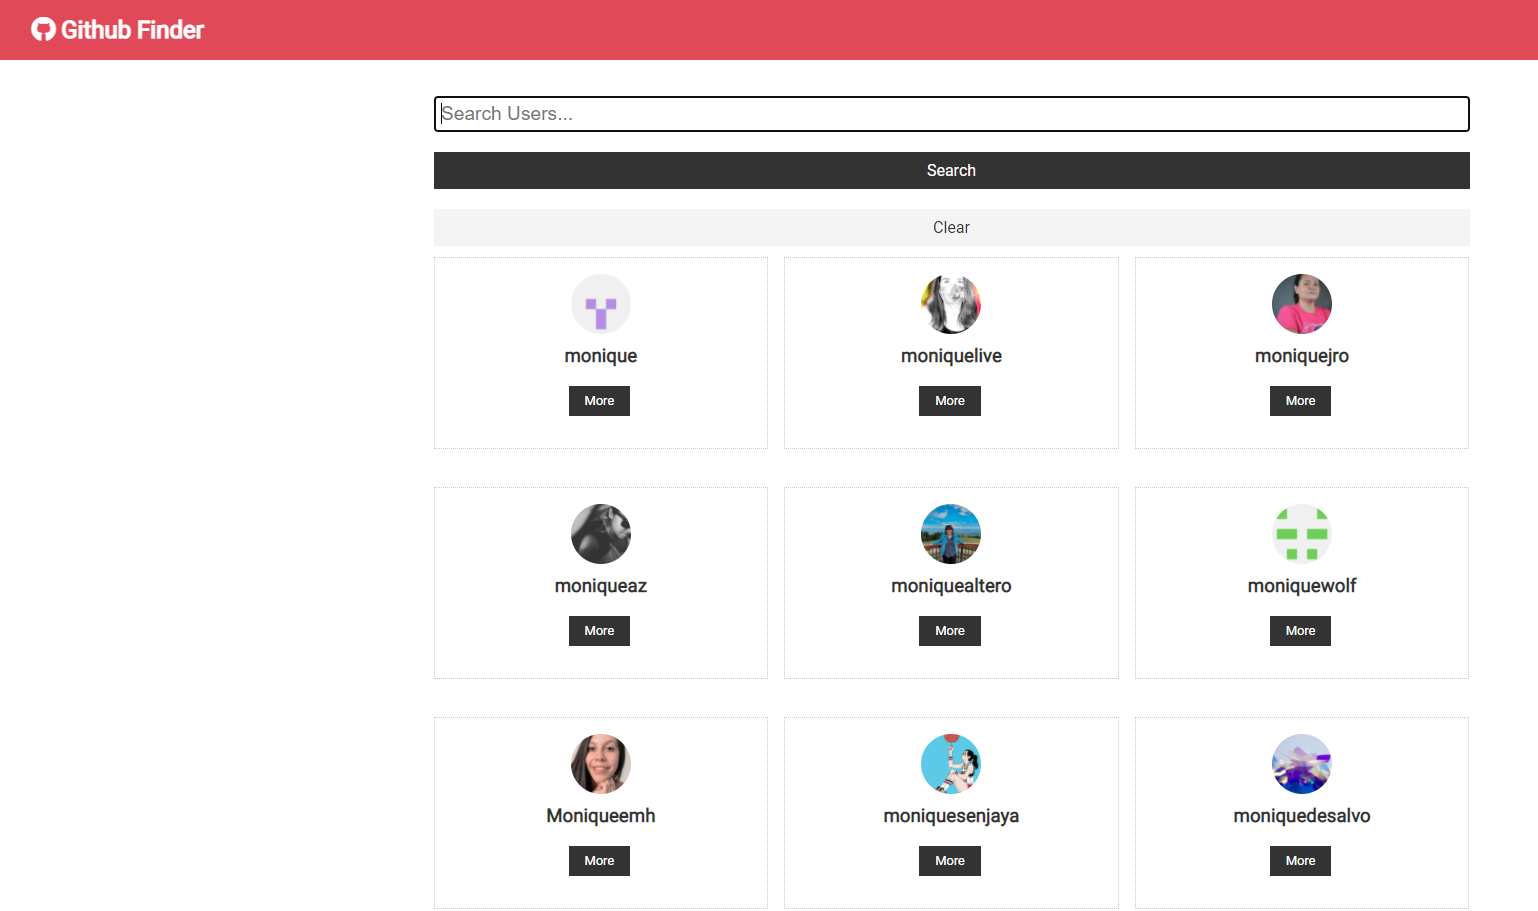 Github Finder
Search Users...
Search
Clear
monique
moniquelive
moniquejro
More
More
More
moniqueaz
moniquealtero
moniquewolf
More
More
More
Moniqueemh
moniquesenjaya
moniquedesalvo
More
More
More